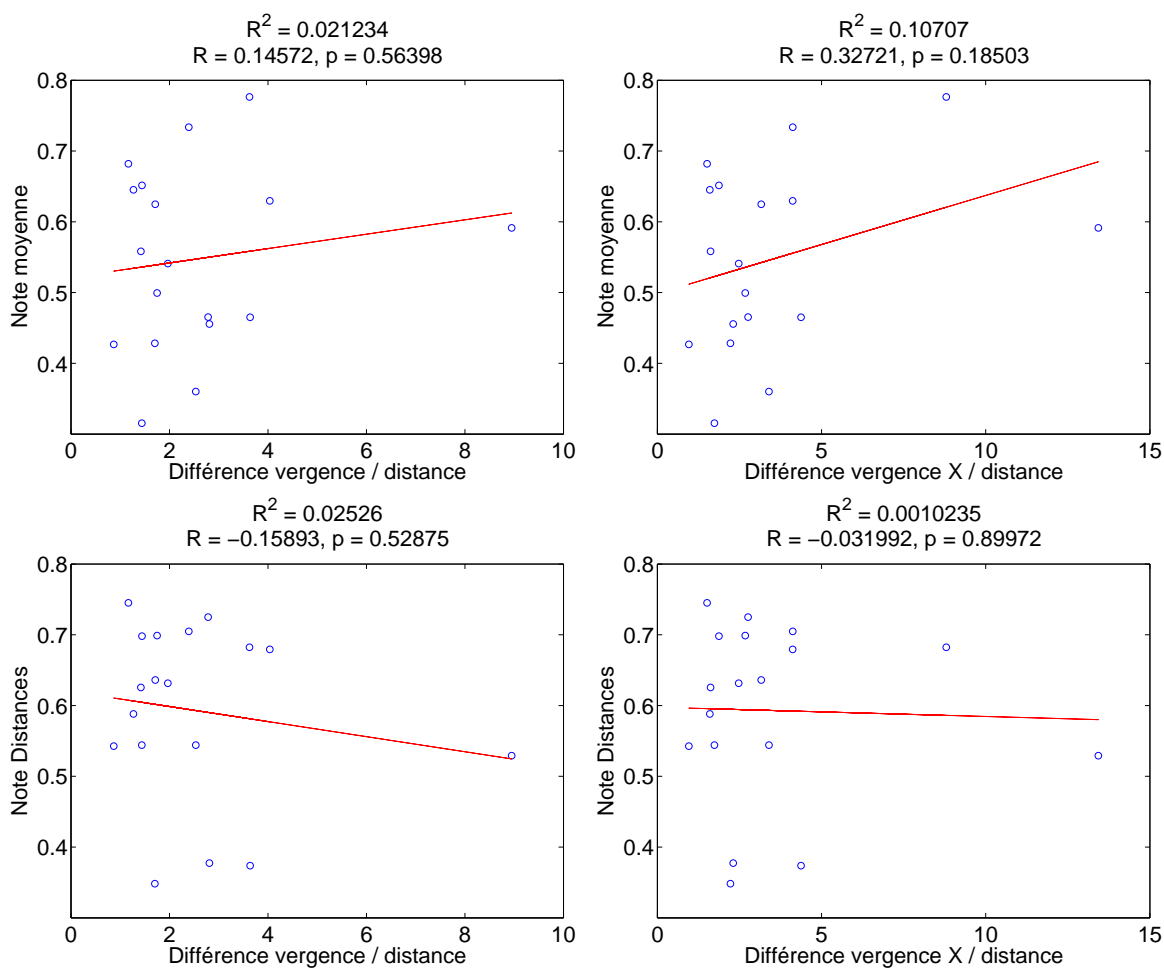 R² = 0.021234
R = 0.14572, p = 0.56398
0.8
0.7
0.6
0.5
0.4
Note moyenne
0 2 4 6 8 10
Différence vergence / distance
R² = 0.10707
R = 0.32721, p = 0.18503
0.8
0.7
0.6
0.5
0.4
Note moyenne
0 5 10 15
Différence vergence X / distance
R² = 0.02526
R = −0.15893, p = 0.52875
0.8
0.7
0.6
0.5
0.4
Note Distances
0 2 4 6 8 10
Différence vergence / distance
R² = 0.0010235
R = −0.031992, p = 0.89972
0.8
0.7
0.6
0.5
0.4
Note Distances
0 5 10 15
Différence vergence X / distance